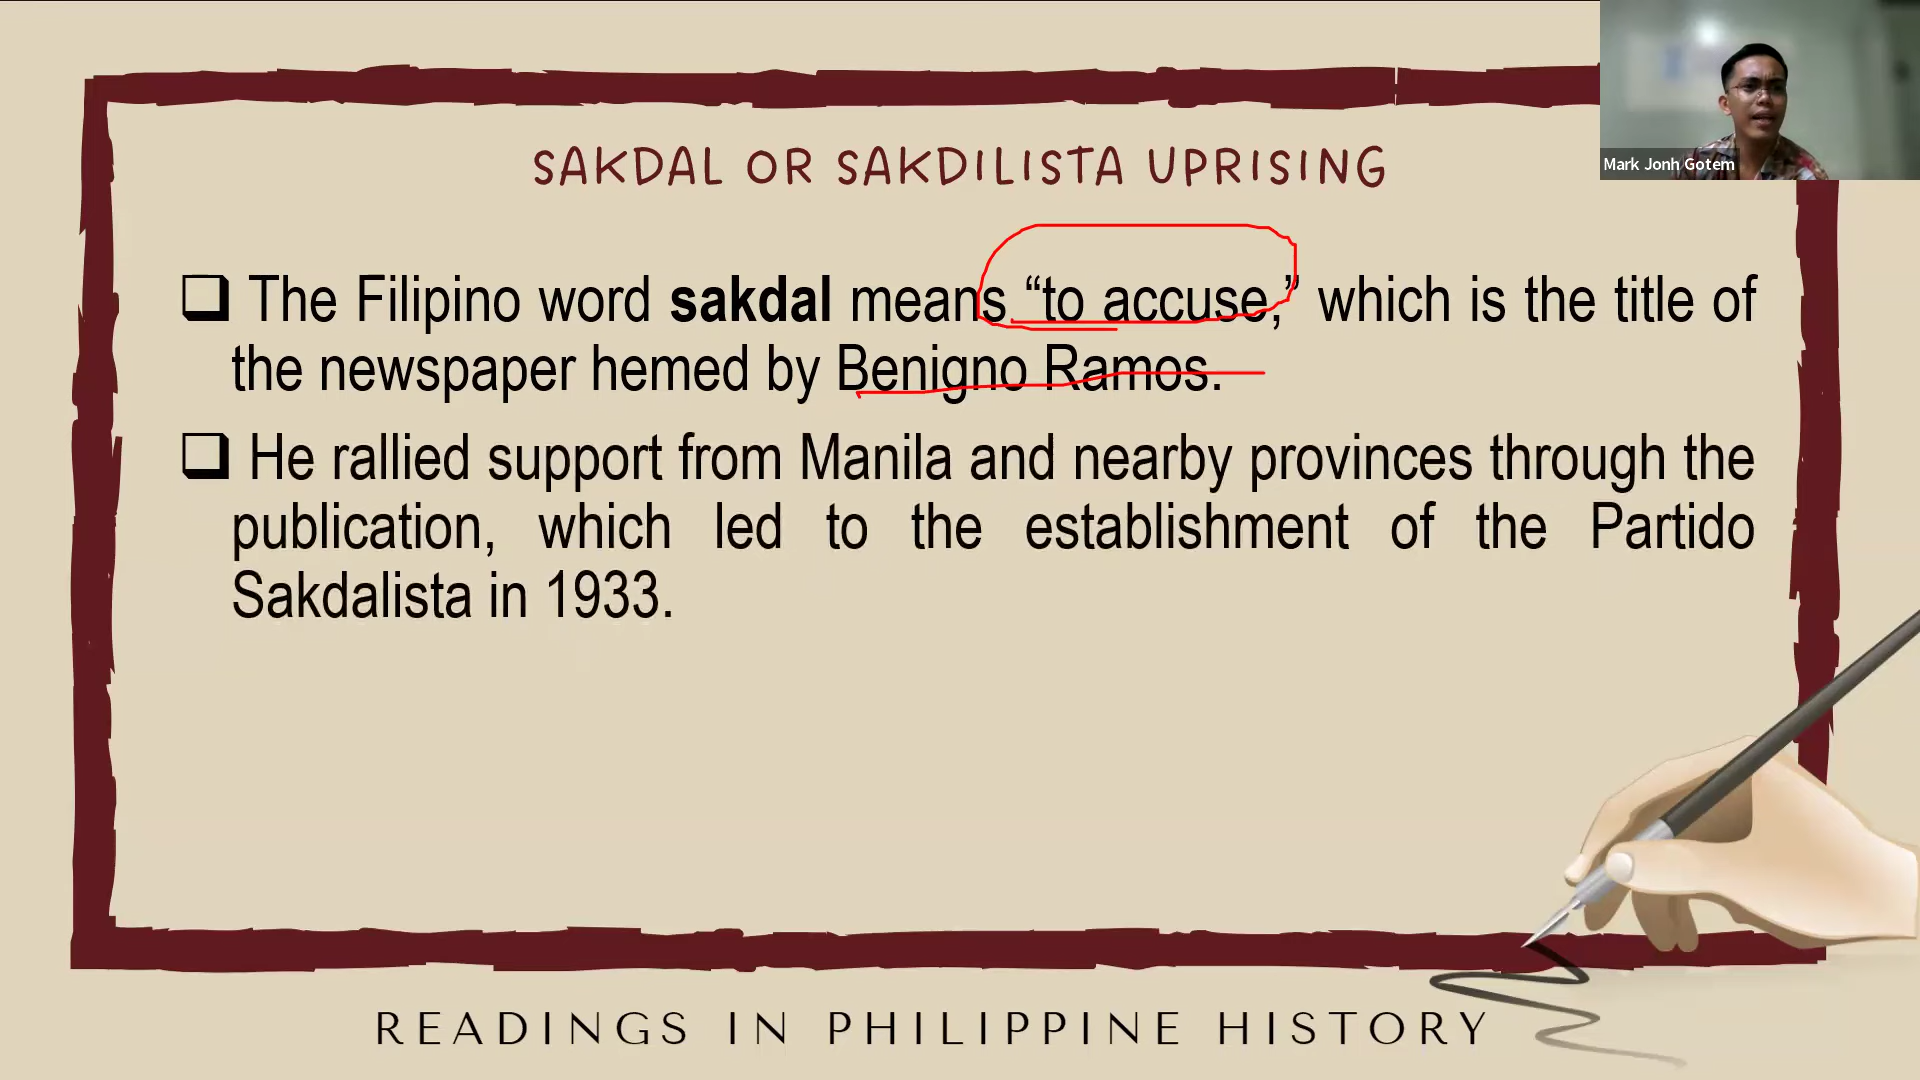 Mark Jonh Gotem
SAKDAL OR SAKDILISTA UPRISING
❑ The Filipino word sakdal means “to accuse,” which is the title of
the newspaper hemed by Benigno Ramos.
❑ He rallied support from Manila and nearby provinces through the
publication, which led to the establishment of the Partido
Sakdalista in 1933.
READINGS IN PHILIPPINE HISTORY